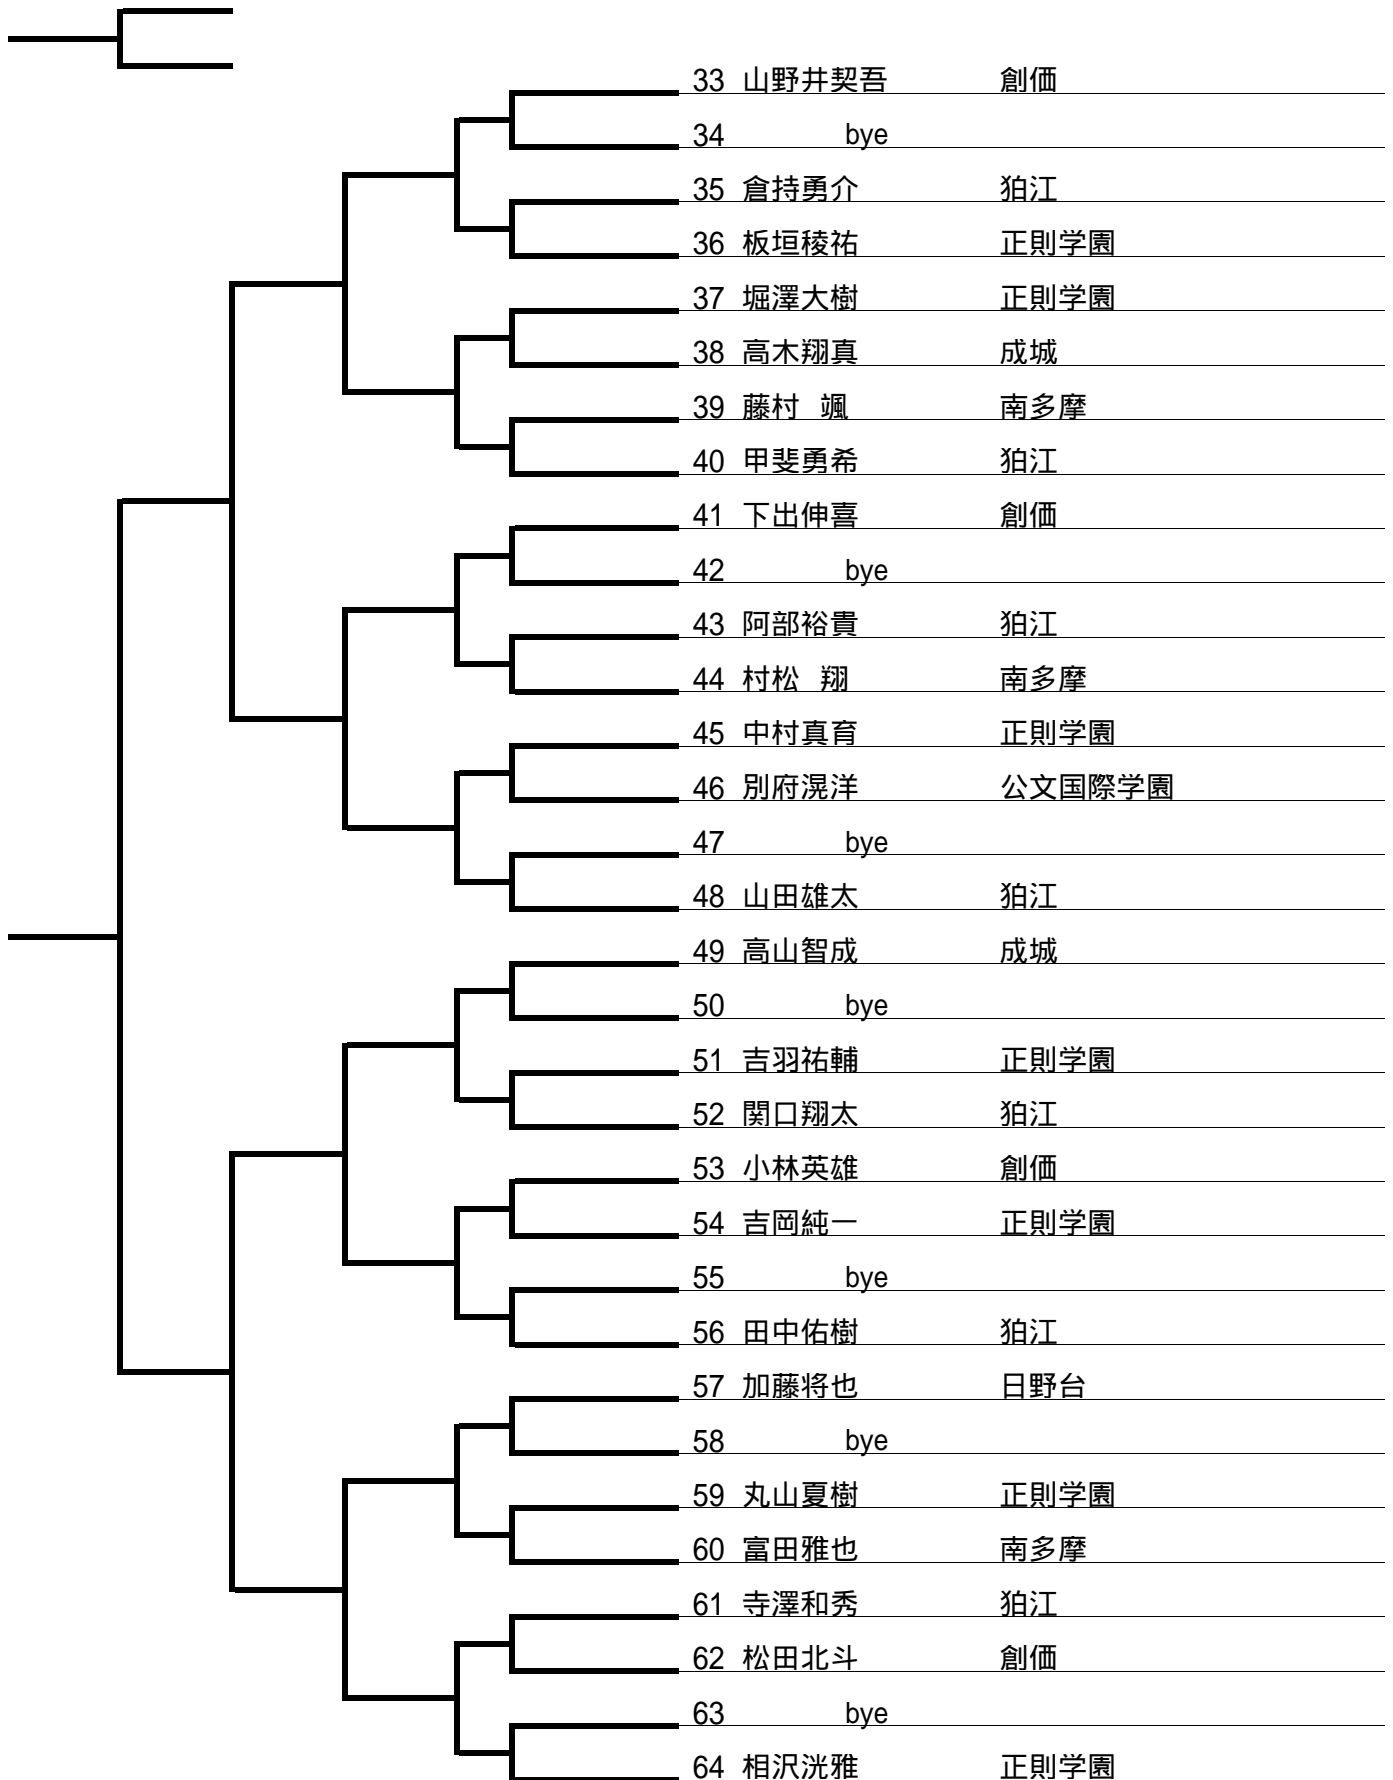 33 山野井契吾 創価
34 bye
35 倉持勇介 狛江
36 板垣稜祐 正則学園
37 堀澤大樹 正則学園
38 高木翔真 成城
39 藤村 颯 南多摩
40 甲斐勇希 狛江
41 下出伸喜 創価
42 bye
43 阿部裕貴 狛江
44 村松 翔 南多摩
45 中村真育 正則学園
46 別府滉洋 公文国際学園
47 bye
48 山田雄太 狛江
49 高山智成 成城
50 bye
51 吉羽祐輔 正則学園
52 関口翔太 狛江
53 小林英雄 創価
54 吉岡純一 正則学園
55 bye
56 田中佑樹 狛江
57 加藤将也 日野台
58 bye
59 丸山夏樹 正則学園
60 富田雅也 南多摩
61 寺澤和秀 狛江
62 松田北斗 創価
63 bye
64 相沢洸雅 正則学園